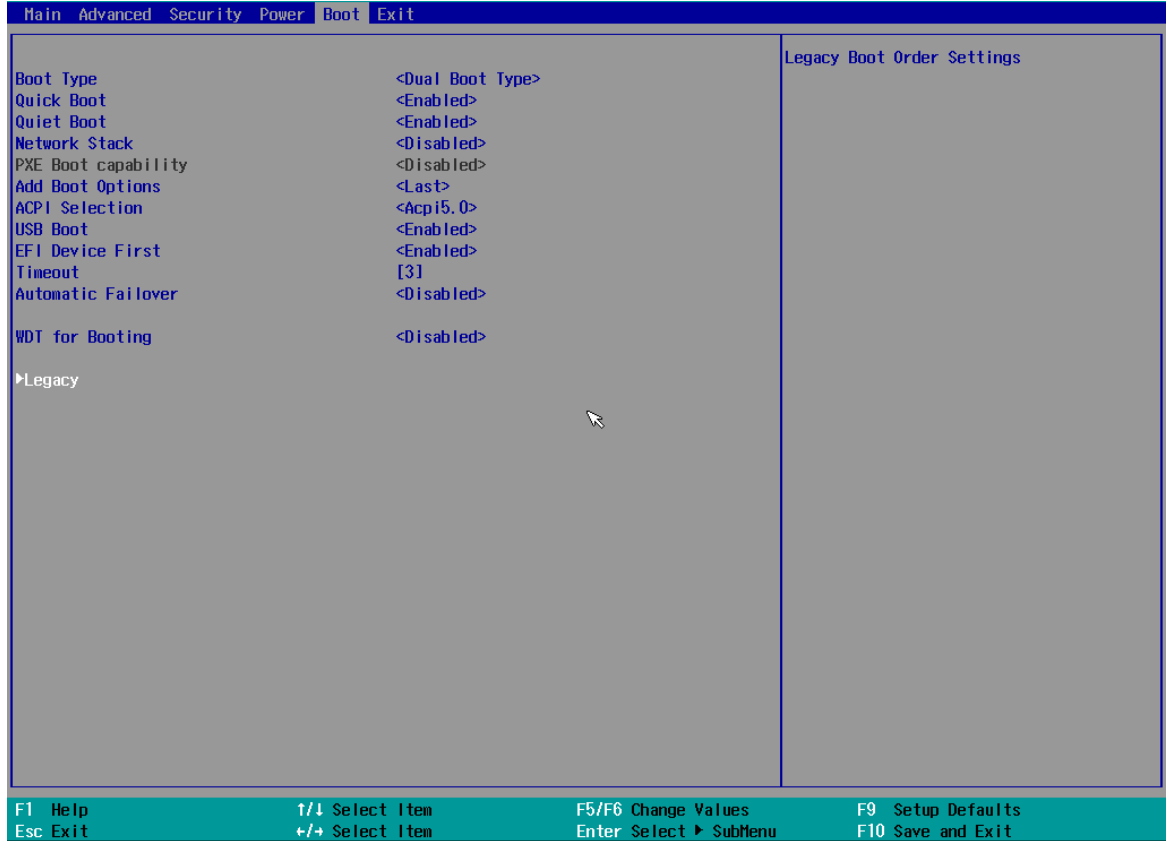 Main Advanced Security Power Boot Exit
Legacy Boot Order Settings
Boot Type <Dual Boot Type>
Quick Boot <Enabled>
Quiet Boot <Enabled>
Network Stack <Disabled>
PXE Boot capability <Disabled>
Add Boot Options <Last>
ACPI Selection <Acpi5.0>
USB Boot <Enabled>
EFI Device First <Enabled>
Timeout [3]
Automatic Failover <Disabled>
WDT for Booting <Disabled>
▶Legacy
F1 Help ↑/↓ Select Item F5/F6 Change Values F9 Setup Defaults
Esc Exit ←/→ Select Item Enter Select ▶ SubMenu F10 Save and Exit